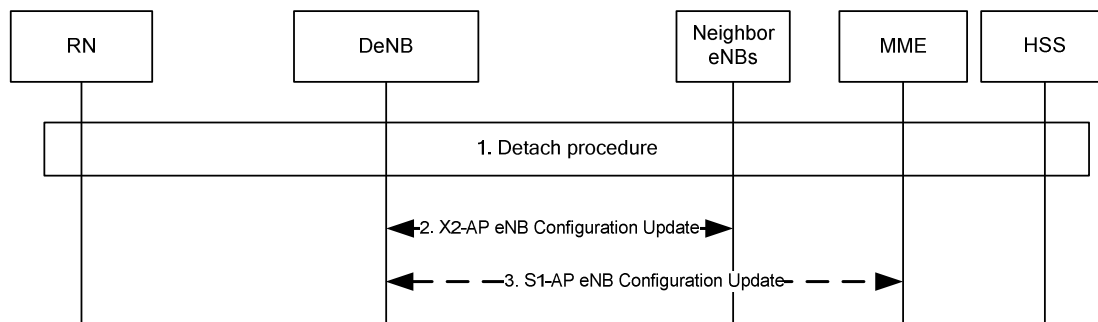 RN
DeNB
Neighbor
eNBs
MME
HSS
1. Detach procedure
2. X2-AP eNB Configuration Update
3. S1-AP eNB Configuration Update